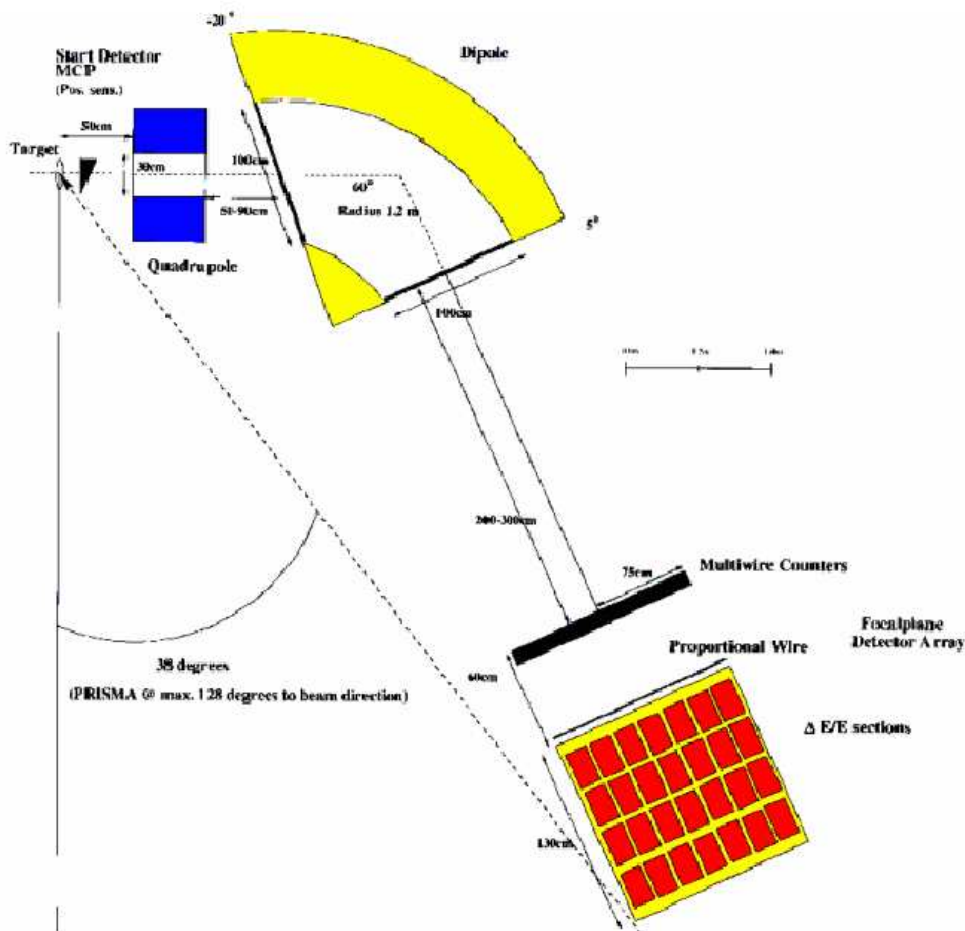 -20°
Dipole
Start Detector
MCP
(Pos. sens.)
50cm
Target
30cm
100cm
60°
Radius 1.2 m
5°
50-90cm
Quadrupole
100cm
200-300cm
75cm
Multiwire Counters
Focalplane
Detector Array
Proportional Wire
60cm
38 degrees
(PRISMA @ max. 128 degrees to beam direction)
Δ E/E sections
130cm